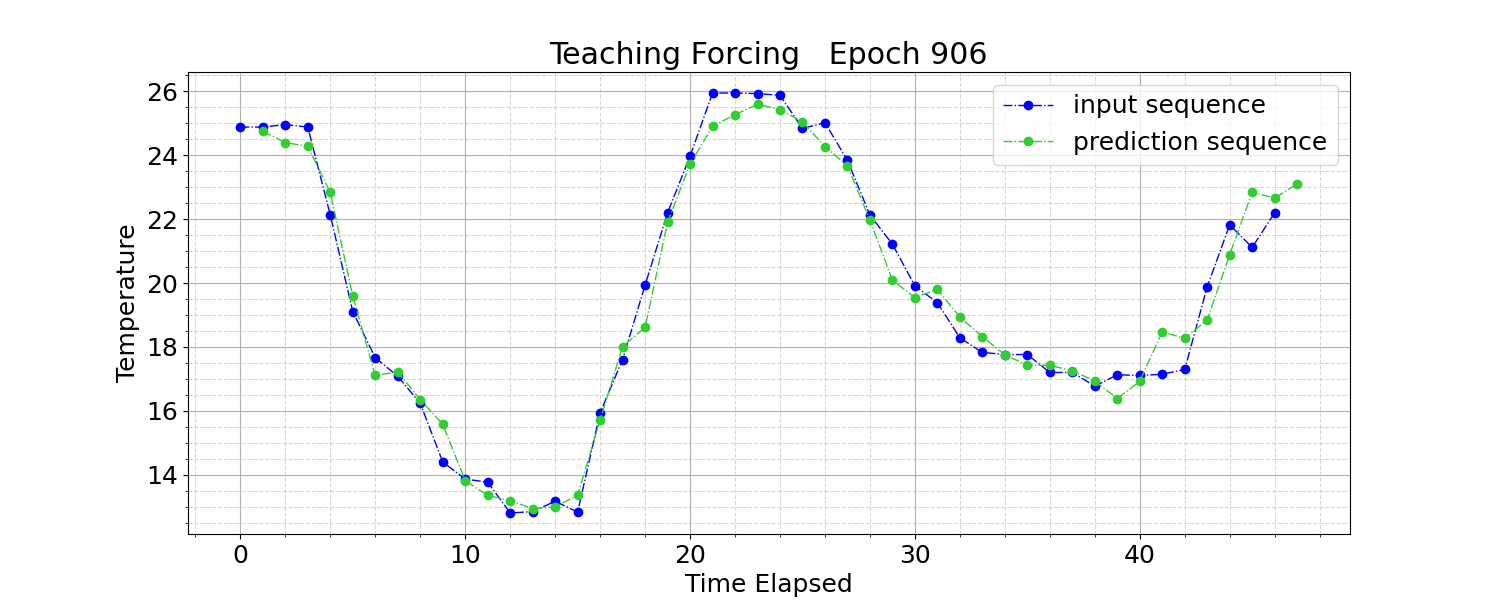 Teaching Forcing   Epoch 906
input sequence
prediction sequence
Temperature
26
24
22
20
18
16
14
0 10 20 30 40
Time Elapsed